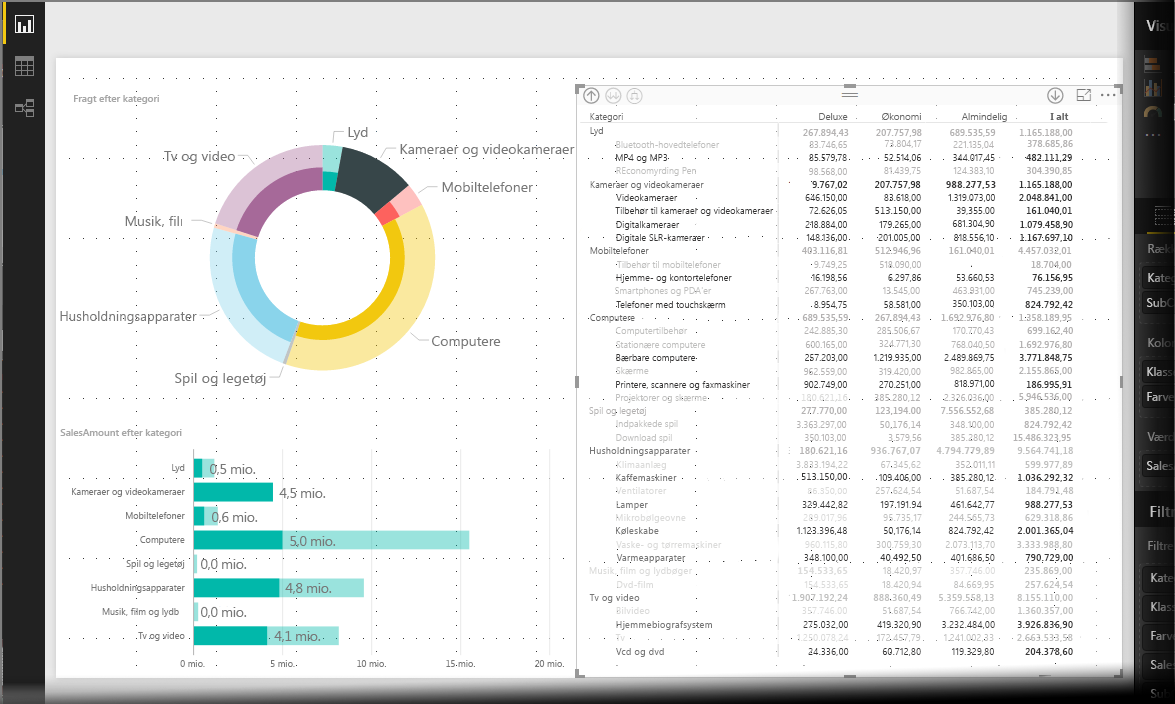 Fragt efter kategori
Lyd
Kameraer og videokameraer
Mobiltelefoner
Computere
Spil og legetøj
Husholdningsapparater
Musik, fil
Tv og video
SalesAmount efter kategori
Lyd 0,5 mio.
Kameraer og videokameraer 4,5 mio.
Mobiltelefoner 0,6 mio.
Computere 5,0 mio.
Spil og legetøj 0,0 mio.
Husholdningsapparater 4,8 mio.
Musik, film og lydb 0,0 mio.
Tv og video 4,1 mio.
0 mio. 5 mio. 10 mio. 15 mio. 20 mio.
Kategori Deluxe Økonomi Almindelig I alt
Lyd 267.894,43 207.757,98 689.535,59 1.165.188,00
Bluetooth-hovedtelefoner 83.746,65 73.804,17 221.135,04 378.685,86
MP4 og MP3 85.579,78 52.514,06 344.017,45 482.111,29
REconomyrding Pen 98.568,00 81.439,75 124.383,10 304.390,85
Kameraer og videokameraer 9.767,02 207.757,98 988.277,53 1.165.188,00
Videokameraer 646.150,00 83.618,00 1.319.073,00 2.048.841,00
Tilbehør til kameraer og videokameraer 72.626,05 513.150,00 39.355,00 161.040,01
Digitalkameraer 218.884,00 179.265,00 681.304,90 1.079.458,90
Digitale SLR-kameraer 148.136,00 201.005,00 818.556,10 1.167.697,10
Mobiltelefoner 403.116,81 512.946,96 161.040,01 4.457.032,01
Tilbehør til mobiltelefoner 9.749,25 518.090,00 18.704,00
Hjemme- og kontortelefoner 16.198,56 6.297,86 53.660,53 76.156,95
Smartphones og PDA'er 267.763,00 13.545,00 463.931,00 745.239,00
Telefoner med touchskærm 8.954,75 58.581,00 350.103,00 824.792,42
Computere 689.535,59 267.894,43 1.692.976,80 1.358.189,95
Computertilbehør 242.885,30 285.506,67 170.770,43 699.162,40
Stationære computere 600.165,00 324.771,30 768.040,50 1.692.976,80
Bærbare computere 257.203,00 1.219.935,00 2.489.869,75 3.771.848,75
Skærme 962.559,00 319.420,00 982.865,00 2.155.865,00
Printere, scannere og faxmaskiner 902.749,00 270.251,00 818.971,00 186.995,91
Projektorer og skærme 180.621,16 385.280,12 2.326.036,00 5.946.536,00
Spil og legetøj 277.770,00 123,194.00 7.556.552,68 385.280,12
Indpakkede spil 3.363.297,00 50,176,14 348.100,00 824.792,42
Download spil 350.103,00 3,579,56 385.280,12 15.486.323,95
Husholdningsapparater 180.621,16 936.767,07 4.794.779,89 9.564.741,18
Klimaanlæg 3.833.194,22 67.345,62 352.011,11 599.977,89
Kaffemaskiner 513.150,00 109.406,00 385.280,12 1.036.292,32
Ventilatorer 257.624,54 51.687,54 184.791,48
Lamper 329.442,82 197.191,94 461.642,77 988.277,53
Mikrobølgeovne 289.017,96 95.735,17 244.565,73 629.318,86
Køleskabe 1.123.396,48 50,176,14 824.792,42 2.001.365,04
Vaske- og tørremaskiner 960.115,80 300.759,30 2.073.113,70 3.333.988,80
Varmeapparater 348.100,00 40,492,50 401.686,50 790.729,00
Musik, film og lydbøger 154.533,65 18.420,97 357.746,00 235.869,00
Dvd-film 154.533,65 18.420,94 84.669,95 257.624,54
Tv og video 1.907.192,24 888.360,49 5.359.558,13 8.155.110,00
Bilvideo 357.746,00 51.687,54 766.742,00 1.360.357,00
Hjemmebiografsystem 275.032,00 419.320,90 3.232.484,00 3.926.836,90
Tv 1.250.078,24 172.457,79 1.241.002,33 2.663.533,58
Vcd og dvd 24.336,00 60.712,80 119.329,80 204.378,60
Visu
Ræk
Kate
SubC
Kolo
Klass
Farve
Værd
Sales
Filtr
Filtre
Kate
Klas
Farv
Sale
Sub